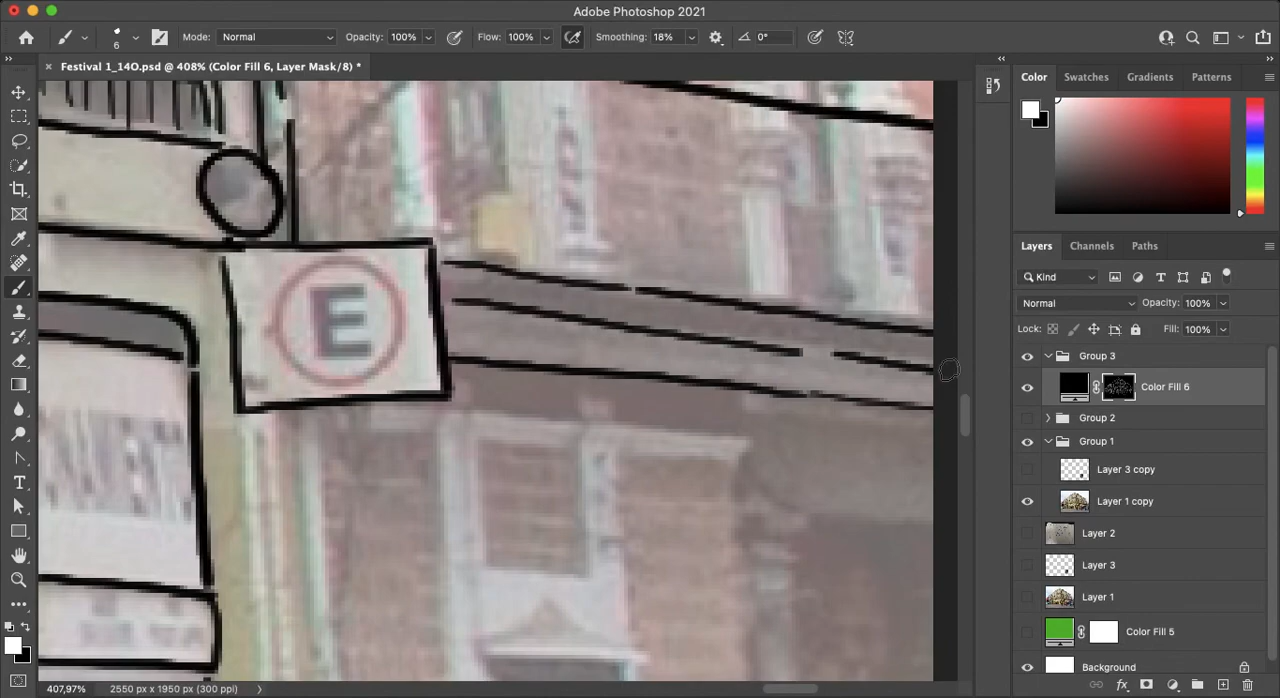 Adobe Photoshop 2021
6
Mode: Normal
Opacity: 100%
Flow: 100%
Smoothing: 18%
0°
Festival 1_14O.psd @ 408% (Color Fill 6, Layer Mask/8) *
Color
Swatches
Gradients
Patterns
E
Layers
Channels
Paths
Kind
Normal
Opacity: 100%
Lock:
Fill: 100%
Group 3
Color Fill 6
Group 2
Group 1
Layer 3 copy
Layer 1 copy
Layer 2
Layer 3
Layer 1
Color Fill 5
Background
fx
407,97%
2550 px x 1950 px (300 ppi)